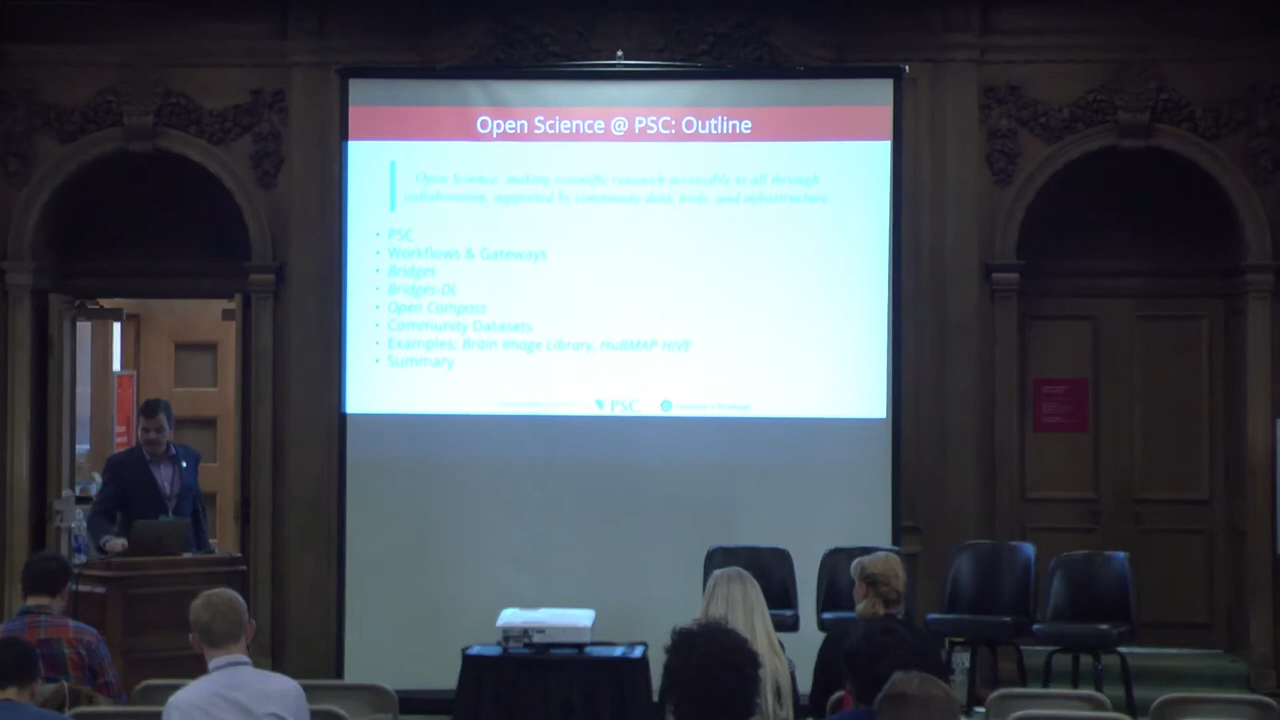 Open Science @ PSC: Outline
Open Science: making scientific research accessible to all through
collaboration, supported by community data, tools, and infrastructure
• PSC
• Workflows & Gateways
• Bridges
• Bridges-DL
• Open Compass
• Community Datasets
• Examples: Brain Image Library, HuBMAP HIVE
• Summary
PSC